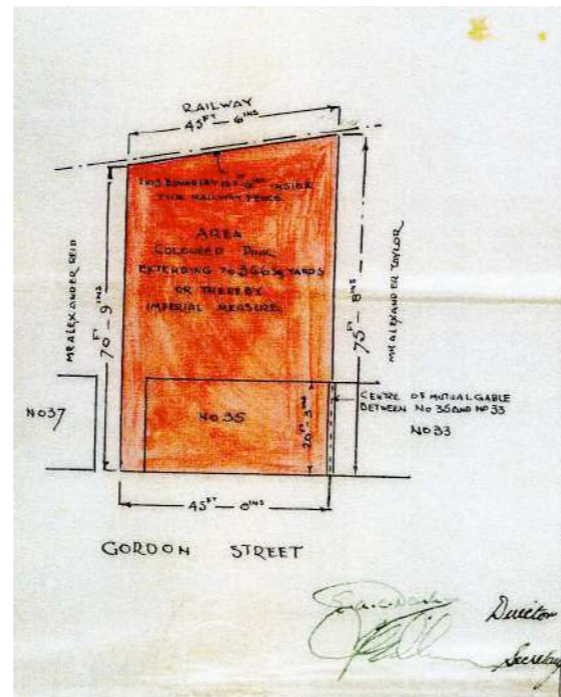 RAILWAY
45FT — 6INS
THIS BOUNDARY IS INSIDE
THE RAILWAY FENCE
AREA
COLOURED PINK
EXTENDING TO 366 SQ YARDS
OR THEREBY
IMPERIAL MEASURE.
MR ALEXANDER REID
70FT — 9INS
75FT — 8INS
MR ALEXANDER TAYLOR
NO 37
NO 35
20FT — 3INS
CENTRE OF MUTUAL GABLE
BETWEEN NO 35 AND NO 33
NO 33
45FT — 0INS
GORDON STREET
Director
Secretary